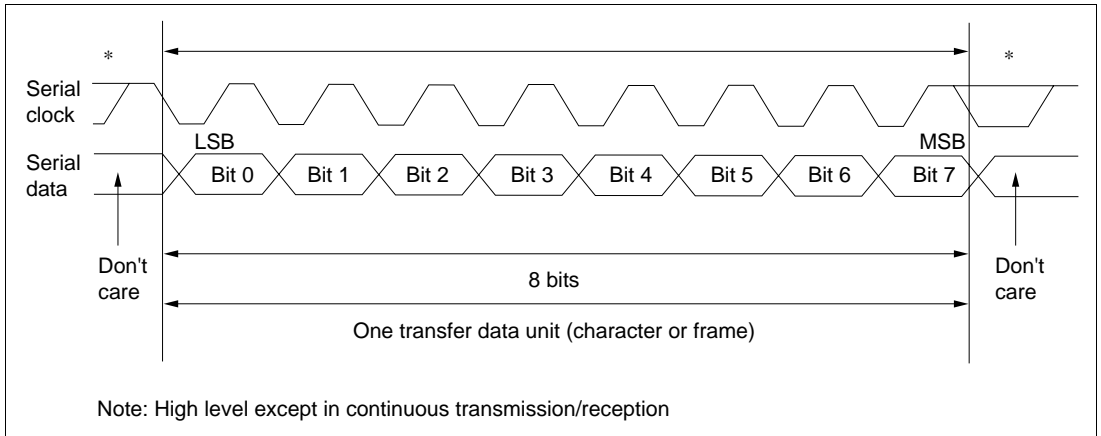 * *
Serial
clock
LSB MSB
Serial
data
Bit 0 Bit 1 Bit 2 Bit 3 Bit 4 Bit 5 Bit 6 Bit 7
Don't
care
8 bits
Don't
care
One transfer data unit (character or frame)
Note: High level except in continuous transmission/reception